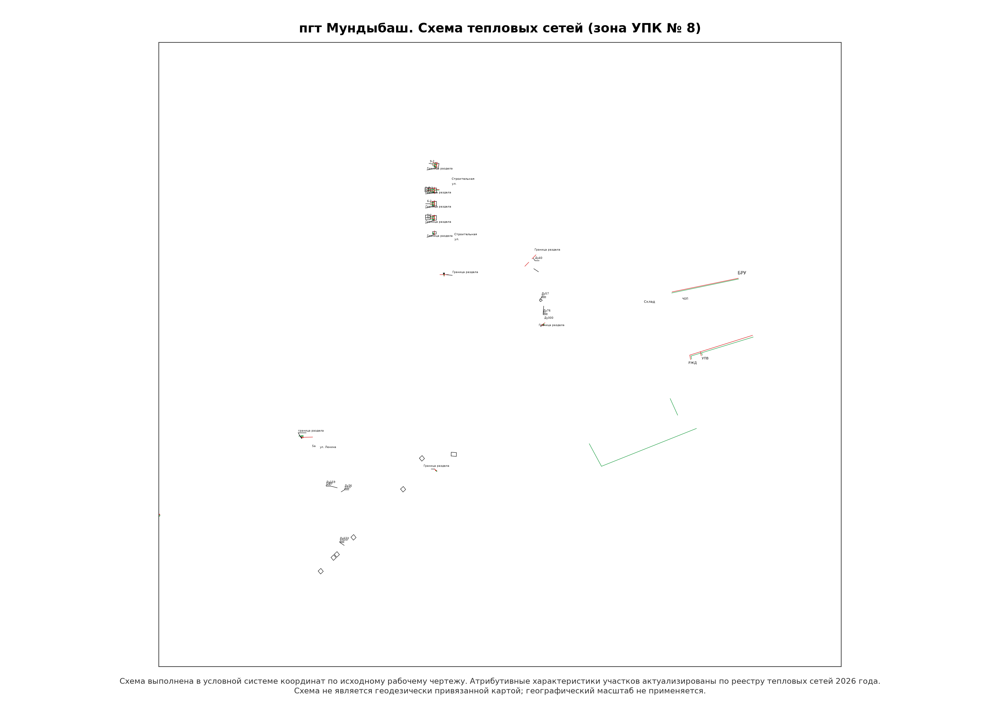 пгт Мундыбаш. Схема тепловых сетей (зона УПК № 8)
9-2
Граница раздела
Строительная
ул.
Граница раздела
6-2
Граница раздела
Граница раздела
Граница раздела
Строительная
ул.
Граница раздела
Ду40
Граница раздела
БРУ
Ду57
ЧОП
Склад
Ду76
Ду300
Граница раздела
УПВ
РЖД
граница раздела
5а
ул. Ленина
Граница раздела
Ду159
Ду76
Ду273
Схема выполнена в условной системе координат по исходному рабочему чертежу. Атрибутивные характеристики участков актуализированы по реестру тепловых сетей 2026 года.
Схема не является геодезически привязанной картой; географический масштаб не применяется.